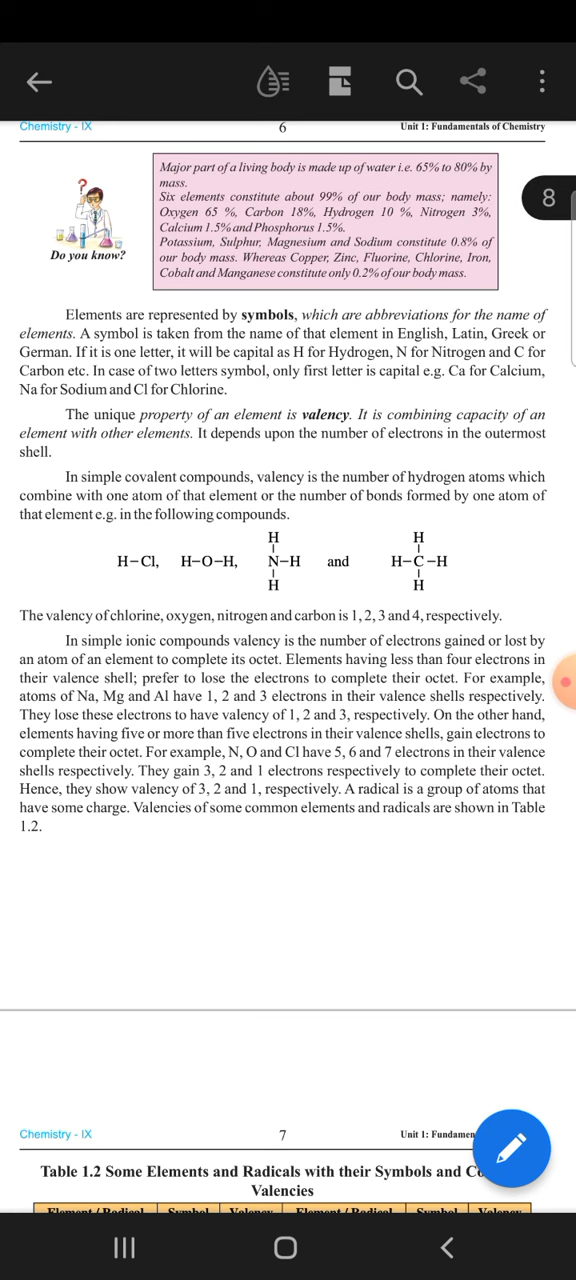 Chemistry - IX
6
Unit 1: Fundamentals of Chemistry
8
Major part of a living body is made up of water i.e. 65% to 80% by
mass.
Six elements constitute about 99% of our body mass; namely:
Oxygen 65 %, Carbon 18%, Hydrogen 10 %, Nitrogen 3%,
Calcium 1.5% and Phosphorus 1.5%.
Potassium, Sulphur, Magnesium and Sodium constitute 0.8% of
our body mass. Whereas Copper, Zinc, Fluorine, Chlorine, Iron,
Cobalt and Manganese constitute only 0.2% of our body mass.
?
Do you know?
Elements are represented by symbols, which are abbreviations for the name of
elements. A symbol is taken from the name of that element in English, Latin, Greek or
German. If it is one letter, it will be capital as H for Hydrogen, N for Nitrogen and C for
Carbon etc. In case of two letters symbol, only first letter is capital e.g. Ca for Calcium,
Na for Sodium and Cl for Chlorine.
The unique property of an element is valency. It is combining capacity of an
element with other elements. It depends upon the number of electrons in the outermost
shell.
In simple covalent compounds, valency is the number of hydrogen atoms which
combine with one atom of that element or the number of bonds formed by one atom of
that element e.g. in the following compounds.
H H
H−Cl, H−O−H, N−H and H−C−H
H H
The valency of chlorine, oxygen, nitrogen and carbon is 1, 2, 3 and 4, respectively.
In simple ionic compounds valency is the number of electrons gained or lost by
an atom of an element to complete its octet. Elements having less than four electrons in
their valence shell; prefer to lose the electrons to complete their octet. For example,
atoms of Na, Mg and Al have 1, 2 and 3 electrons in their valence shells respectively.
They lose these electrons to have valency of 1, 2 and 3, respectively. On the other hand,
elements having five or more than five electrons in their valence shells, gain electrons to
complete their octet. For example, N, O and Cl have 5, 6 and 7 electrons in their valence
shells respectively. They gain 3, 2 and 1 electrons respectively to complete their octet.
Hence, they show valency of 3, 2 and 1, respectively. A radical is a group of atoms that
have some charge. Valencies of some common elements and radicals are shown in Table
1.2.
Chemistry - IX
7
Unit 1: Fundamen
Table 1.2 Some Elements and Radicals with their Symbols and
Valencies
Element / Radical Symbol Valency Element / Radical Symbol Valency